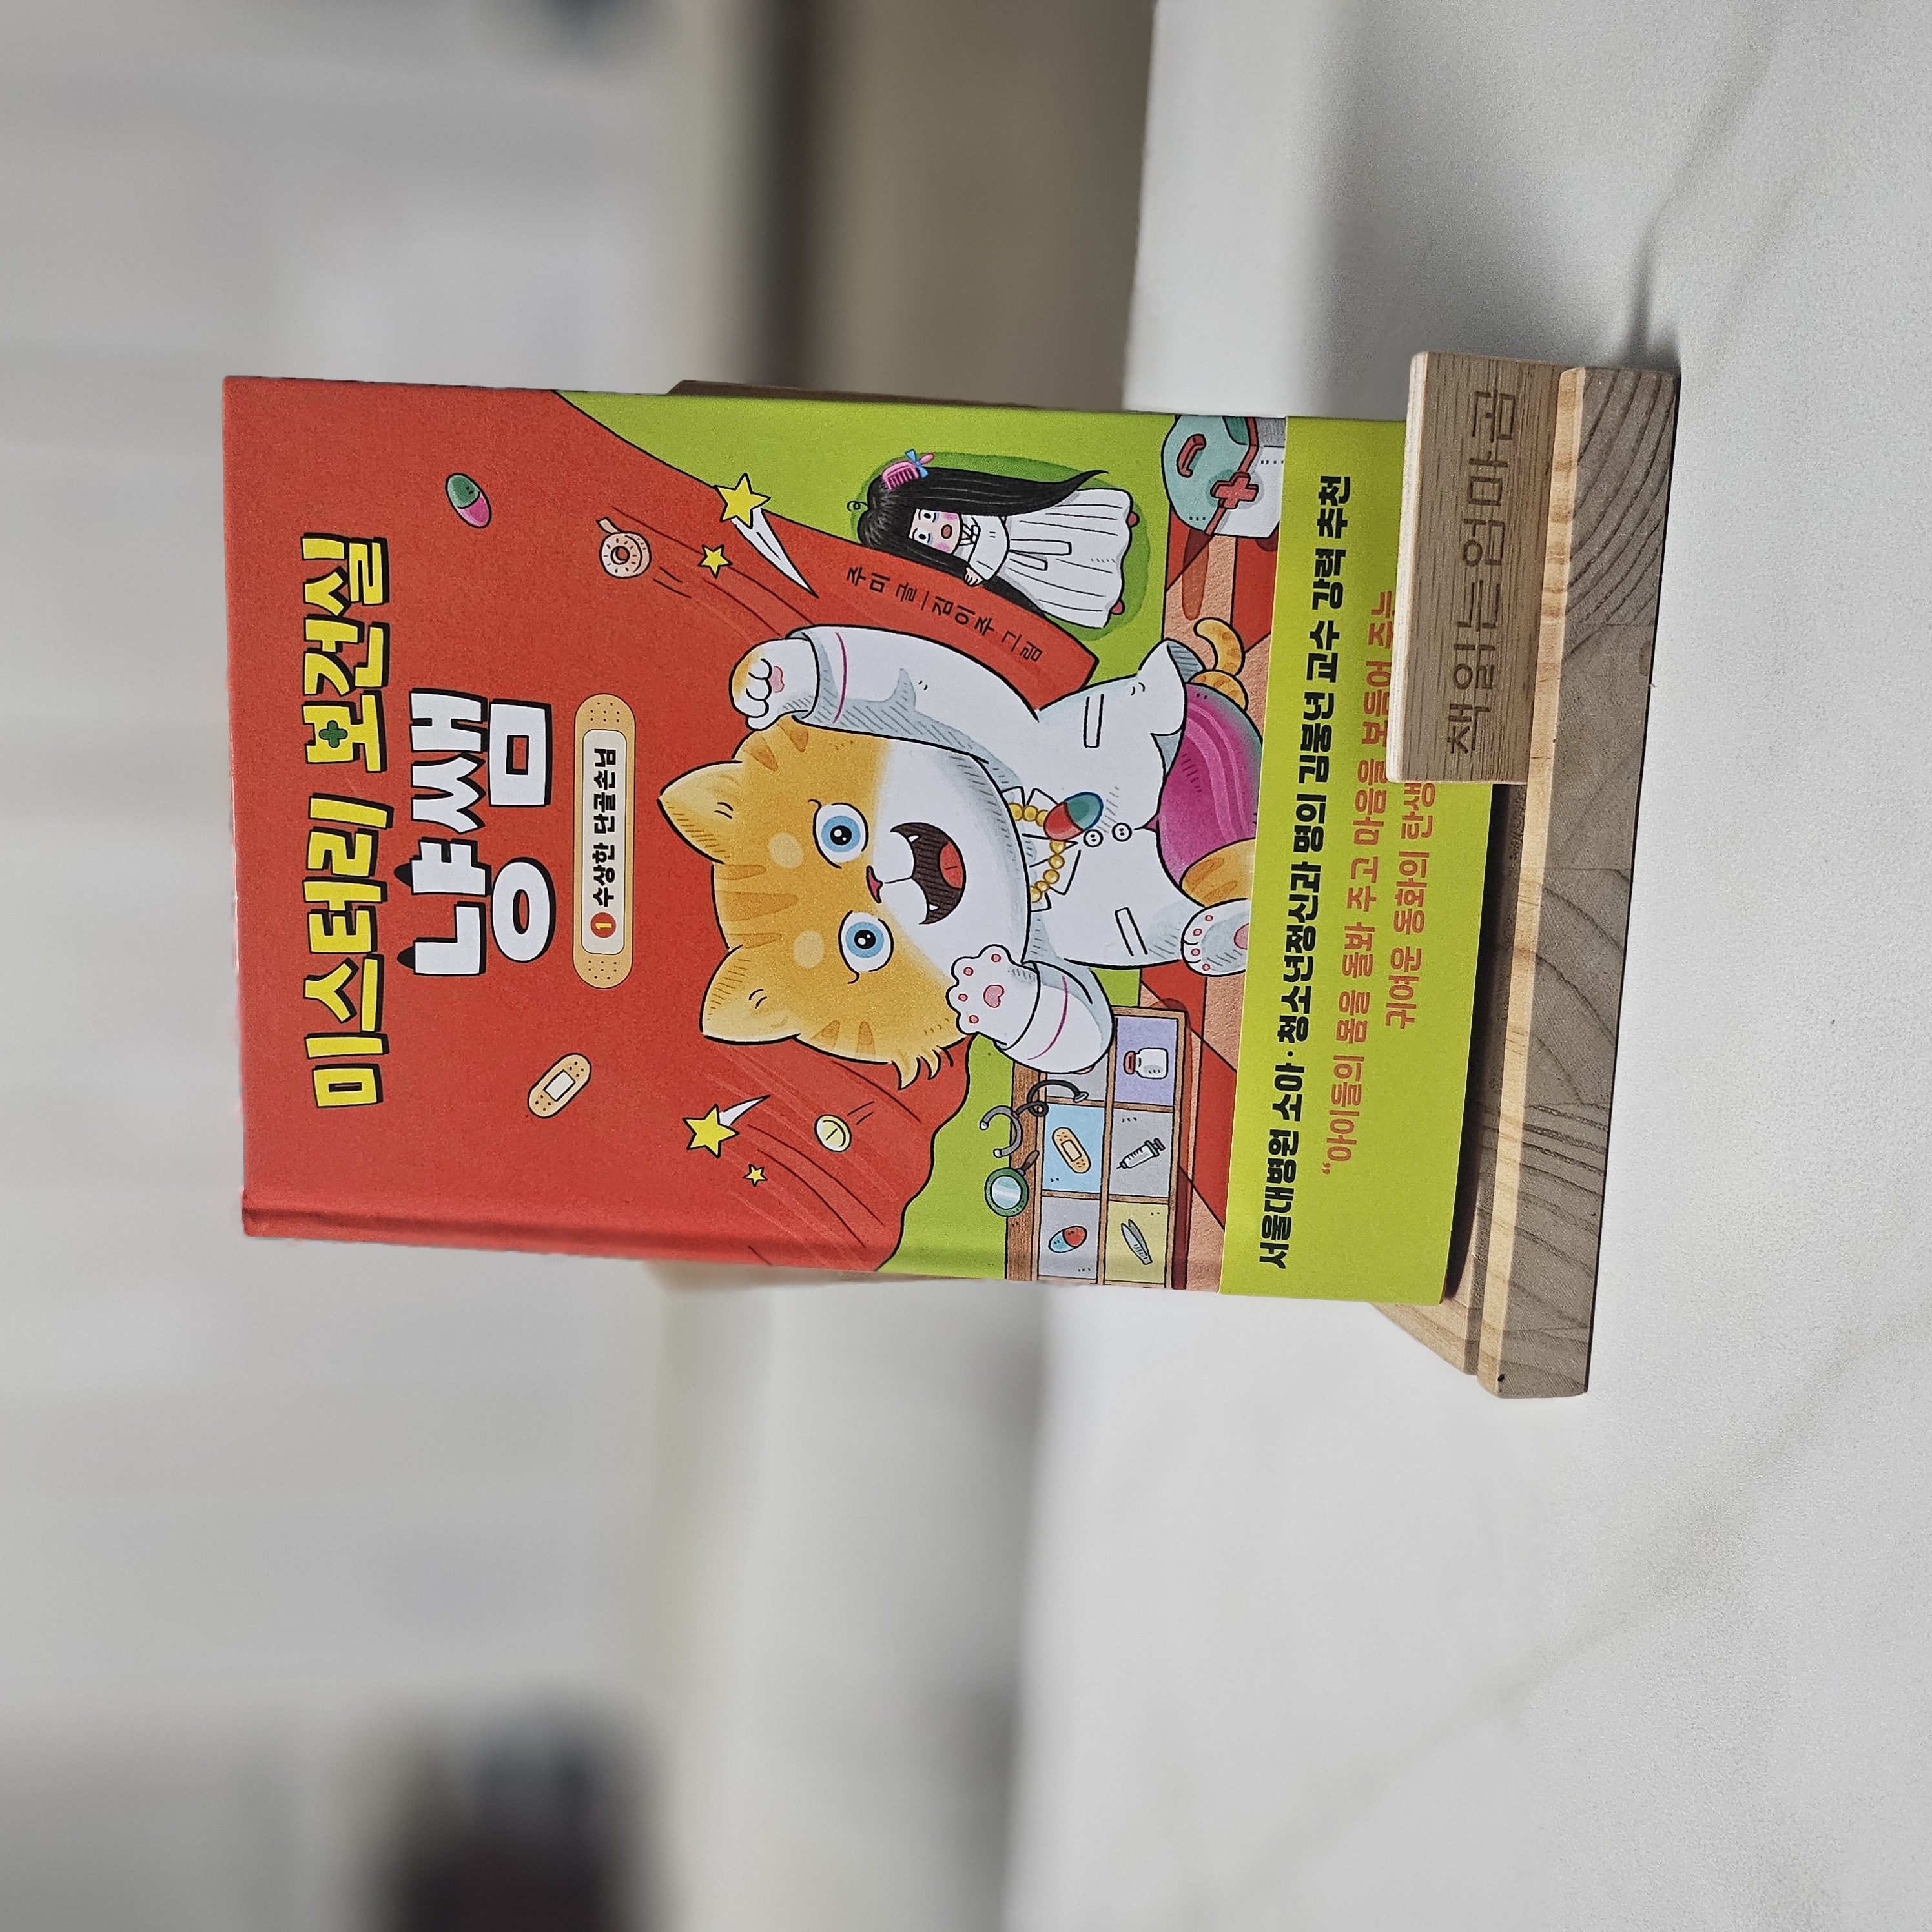 미스터리 보건실
냥쌤
1 수상한 단골손님
주미 글 | 김이주 그림
서울대병원 소아·청소년정신과 명의 김붕년 교수 강력 추천
“아이들의 몸을 돌봐 주고 마음을 보듬어 주는
귀여운 동화의 탄생
책 읽는 엄마곰